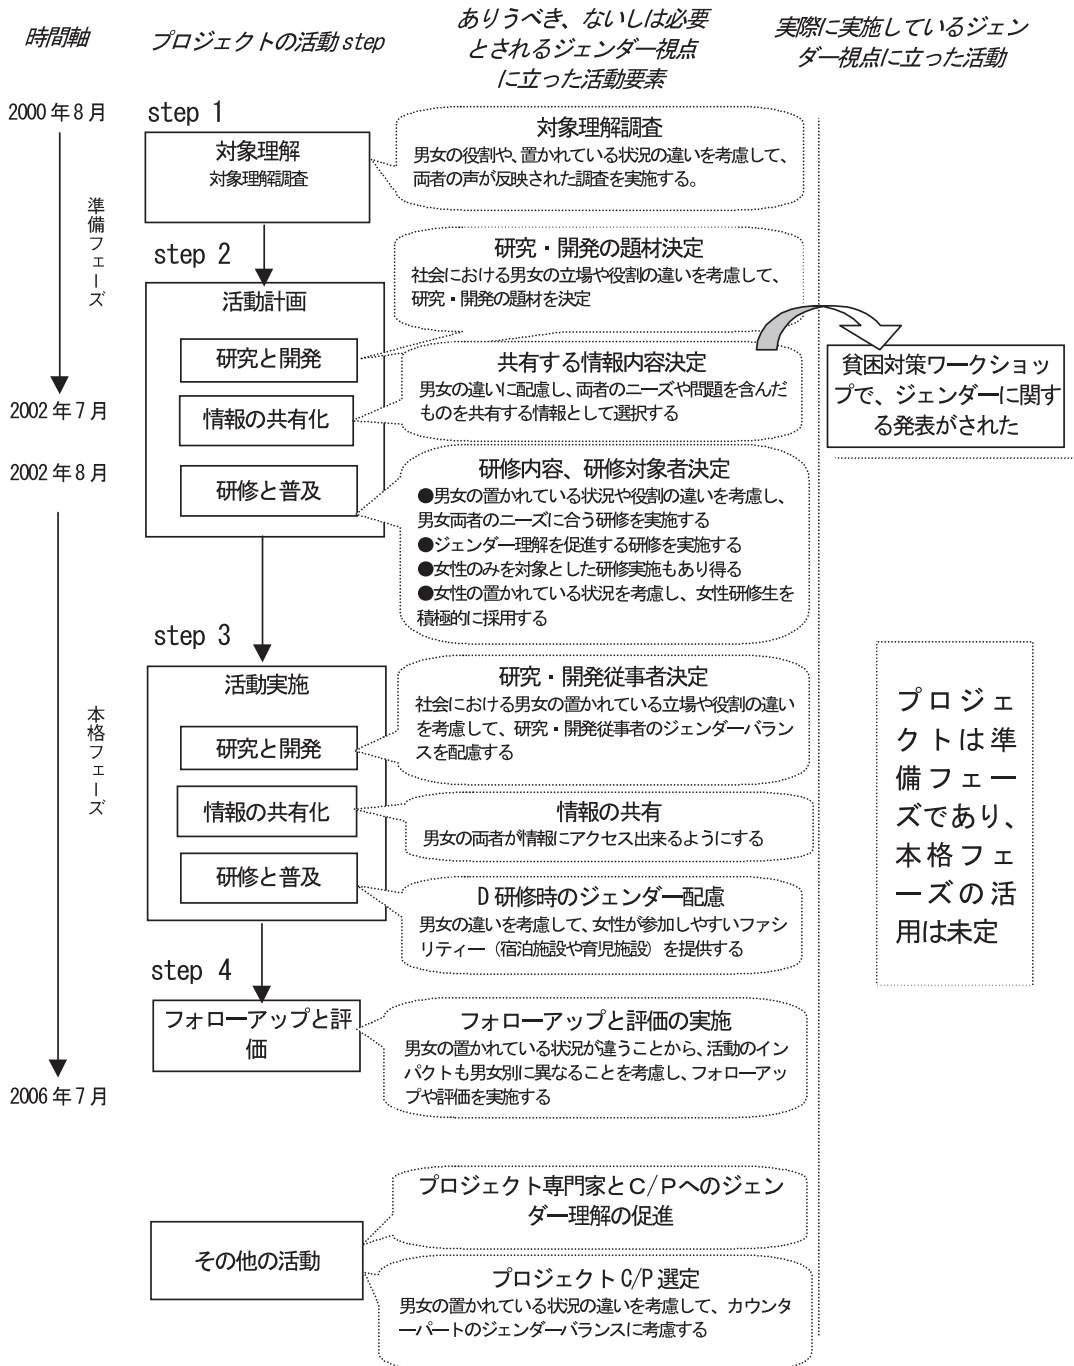 時間軸
プロジェクトの活動 step
ありうべき、ないしは必要
とされるジェンダー視点
に立った活動要素
実際に実施しているジェン
ダー視点に立った活動
2000 年 8 月
準備フェーズ
2002 年 7 月
2002 年 8 月
本格フェーズ
2006 年 7 月
step 1
対象理解
対象理解調査
対象理解調査
男女の役割や、置かれている状況の違いを考慮して、
両者の声が反映された調査を実施する。
step 2
活動計画
研究と開発
情報の共有化
研修と普及
研究・開発の題材決定
社会における男女の立場や役割の違いを考慮して、
研究・開発の題材を決定
共有する情報内容決定
男女の違いに配慮し、両者のニーズや問題を含んだ
ものを共有する情報として選択する
貧困対策ワークショッ
プで、ジェンダーに関す
る発表がされた
研修内容、研修対象者決定
●男女の置かれている状況や役割の違いを考慮し、
男女両者のニーズに合う研修を実施する
●ジェンダー理解を促進する研修を実施する
●女性のみを対象とした研修実施もあり得る
●女性の置かれている状況を考慮し、女性研修生を
積極的に採用する
step 3
活動実施
研究と開発
情報の共有化
研修と普及
研究・開発従事者決定
社会における男女の置かれている立場や役割の違い
を考慮して、研究・開発従事者のジェンダーバラン
スを配慮する
情報の共有
男女の両者が情報にアクセス出来るようにする
D 研修時のジェンダー配慮
男女の違いを考慮して、女性が参加しやすいファシ
リティー（宿泊施設や育児施設）を提供する
プロジェ
クトは準
備フェー
ズであり、
本格フェ
ーズの活
用は未定
step 4
フォローアップと評
価
フォローアップと評価の実施
男女の置かれている状況が違うことから、活動のイン
パクトも男女別に異なることを考慮し、フォローアッ
プや評価を実施する
その他の活動
プロジェクト専門家とＣ/Ｐへのジェン
ダー理解の促進
プロジェクト C/P 選定
男女の置かれている状況の違いを考慮して、カウンタ
ーパートのジェンダーバランスに考慮する